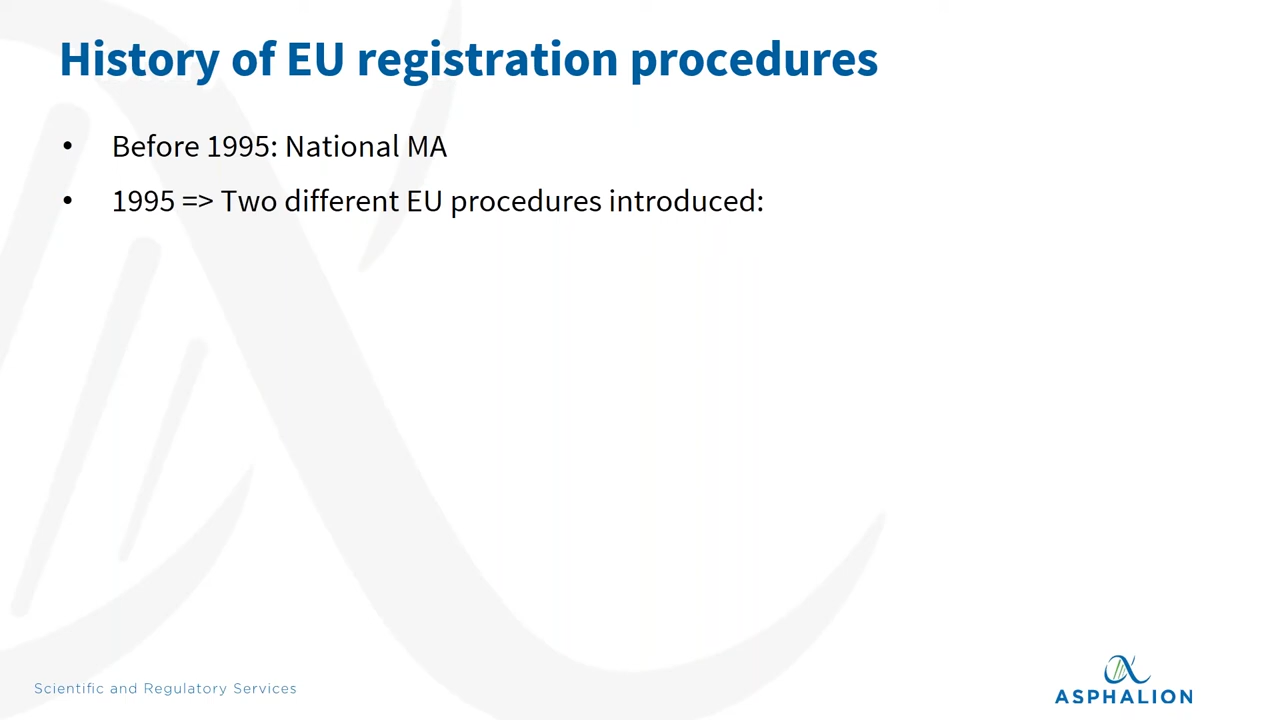 History of EU registration procedures
• Before 1995: National MA
• 1995 => Two different EU procedures introduced:
Scientific and Regulatory Services
ASPHALION